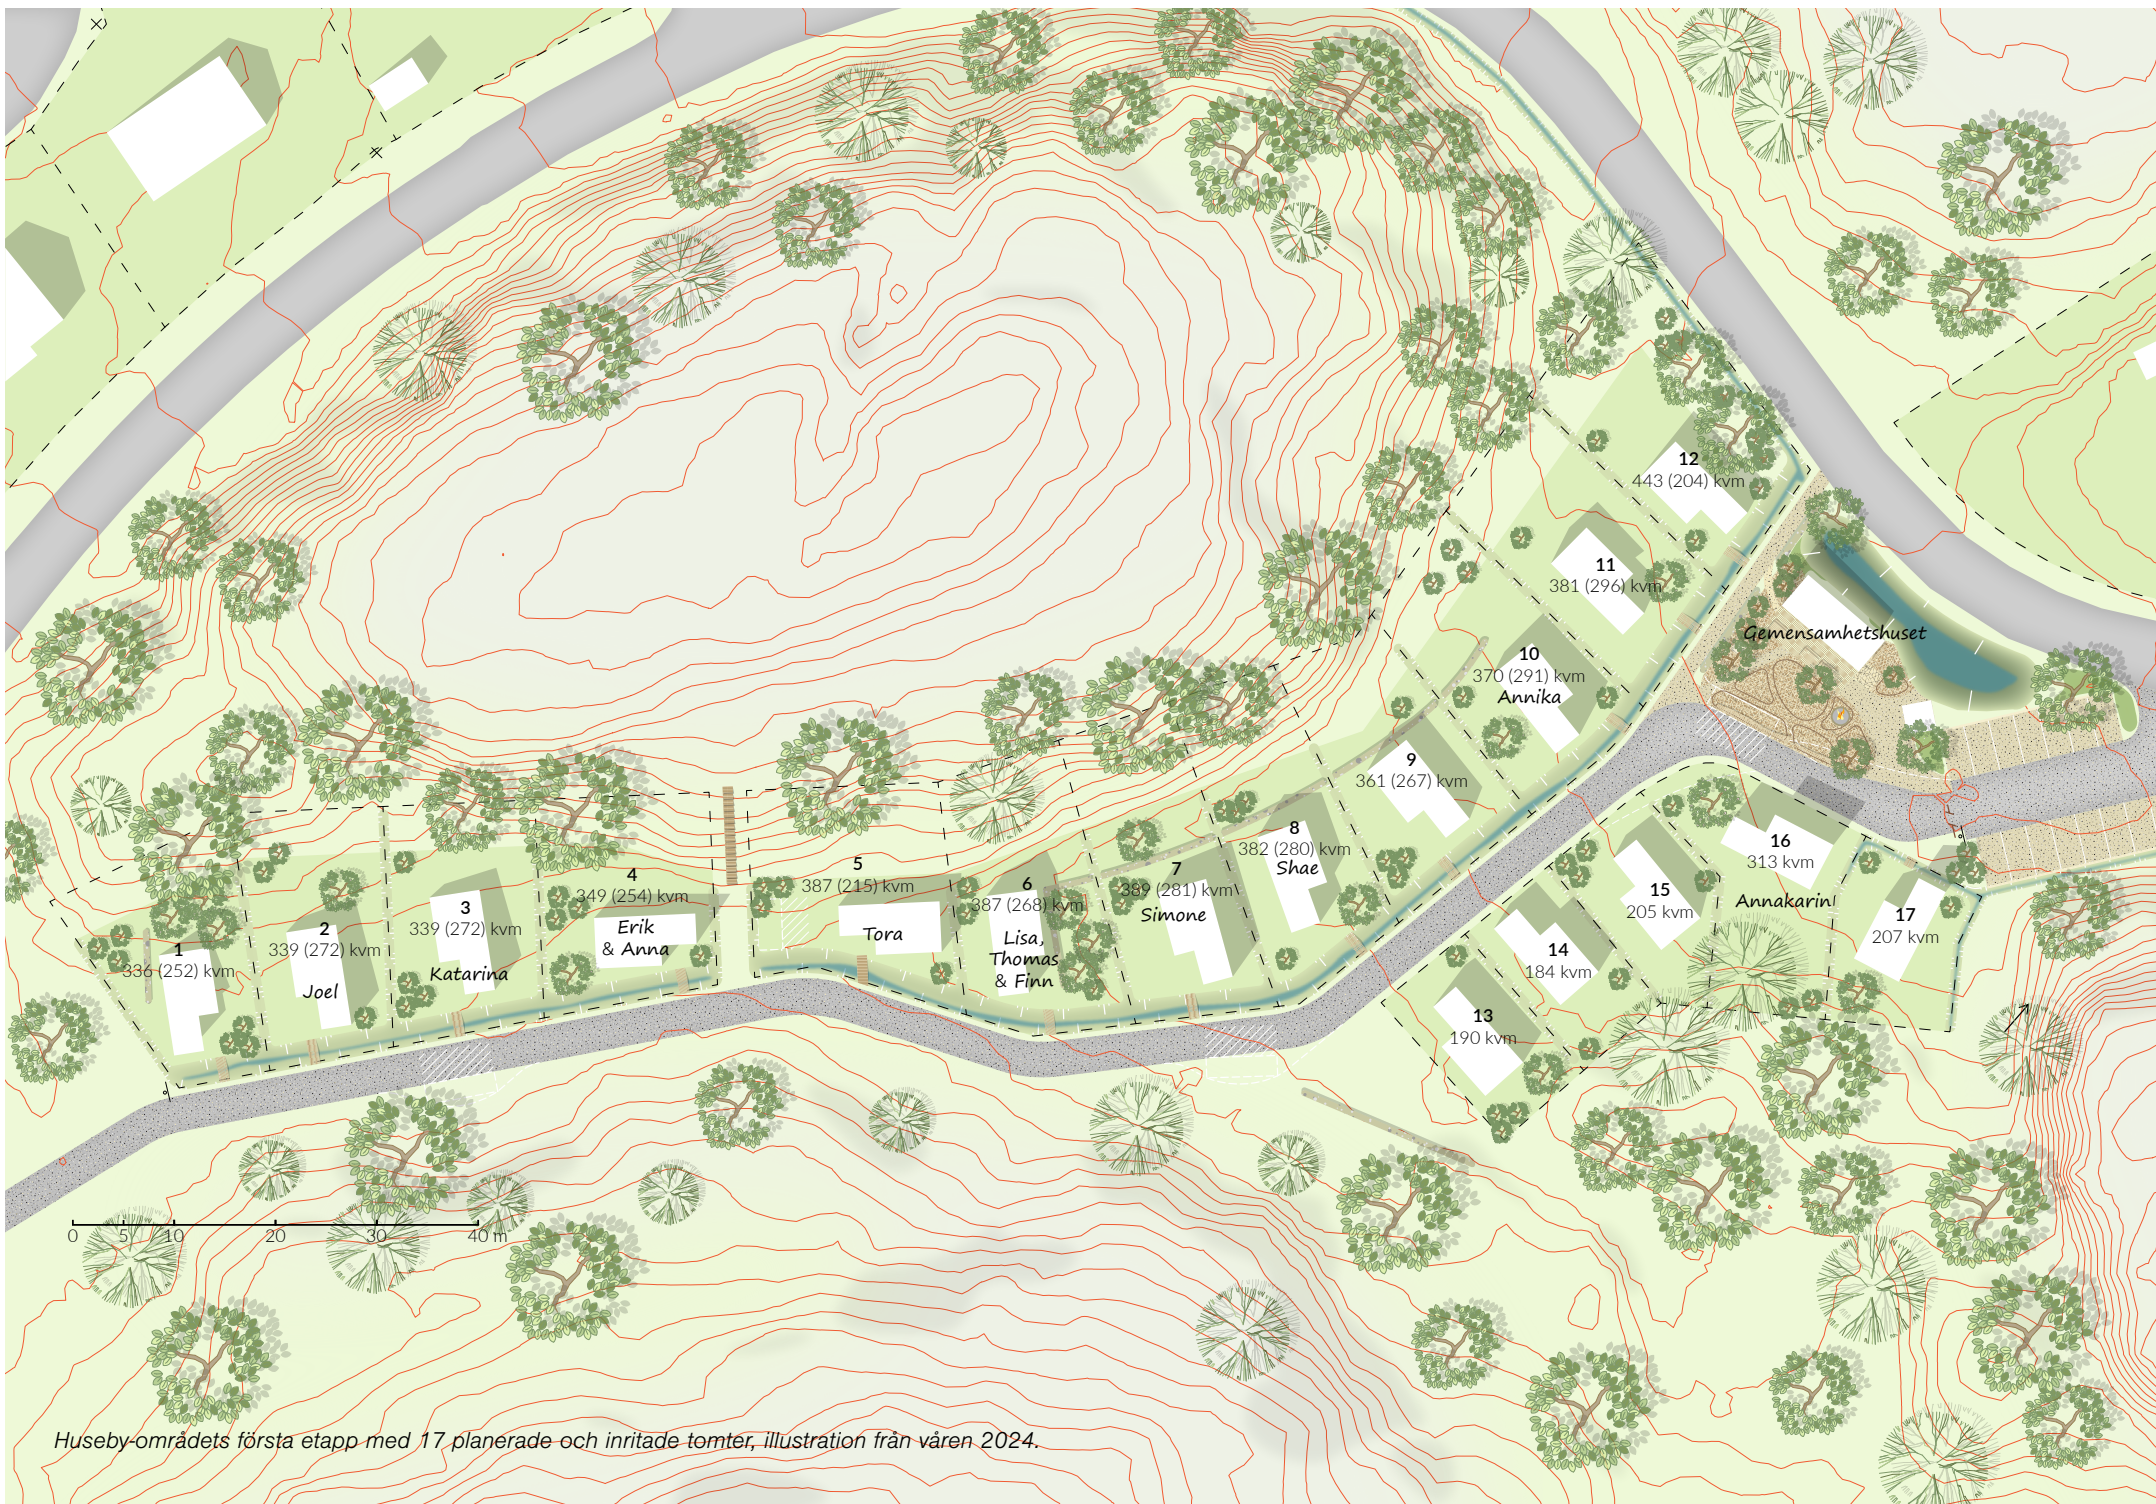 1
336 (252) kvm
2
339 (272) kvm
Joel
3
339 (272) kvm
Katarina
4
349 (254) kvm
Erik
& Anna
5
387 (215) kvm
Tora
6
387 (268) kvm
Lisa,
Thomas
& Finn
7
389 (281) kvm
Simone
8
382 (280) kvm
Shae
9
361 (267) kvm
10
370 (291) kvm
Annika
11
381 (296) kvm
12
443 (204) kvm
Gemensamhetshuset
13
190 kvm
14
184 kvm
15
205 kvm
16
313 kvm
Annakarin
17
207 kvm
0 5 10 20 30 40 m
Huseby-områdets första etapp med 17 planerade och inritade tomter, illustration från våren 2024.